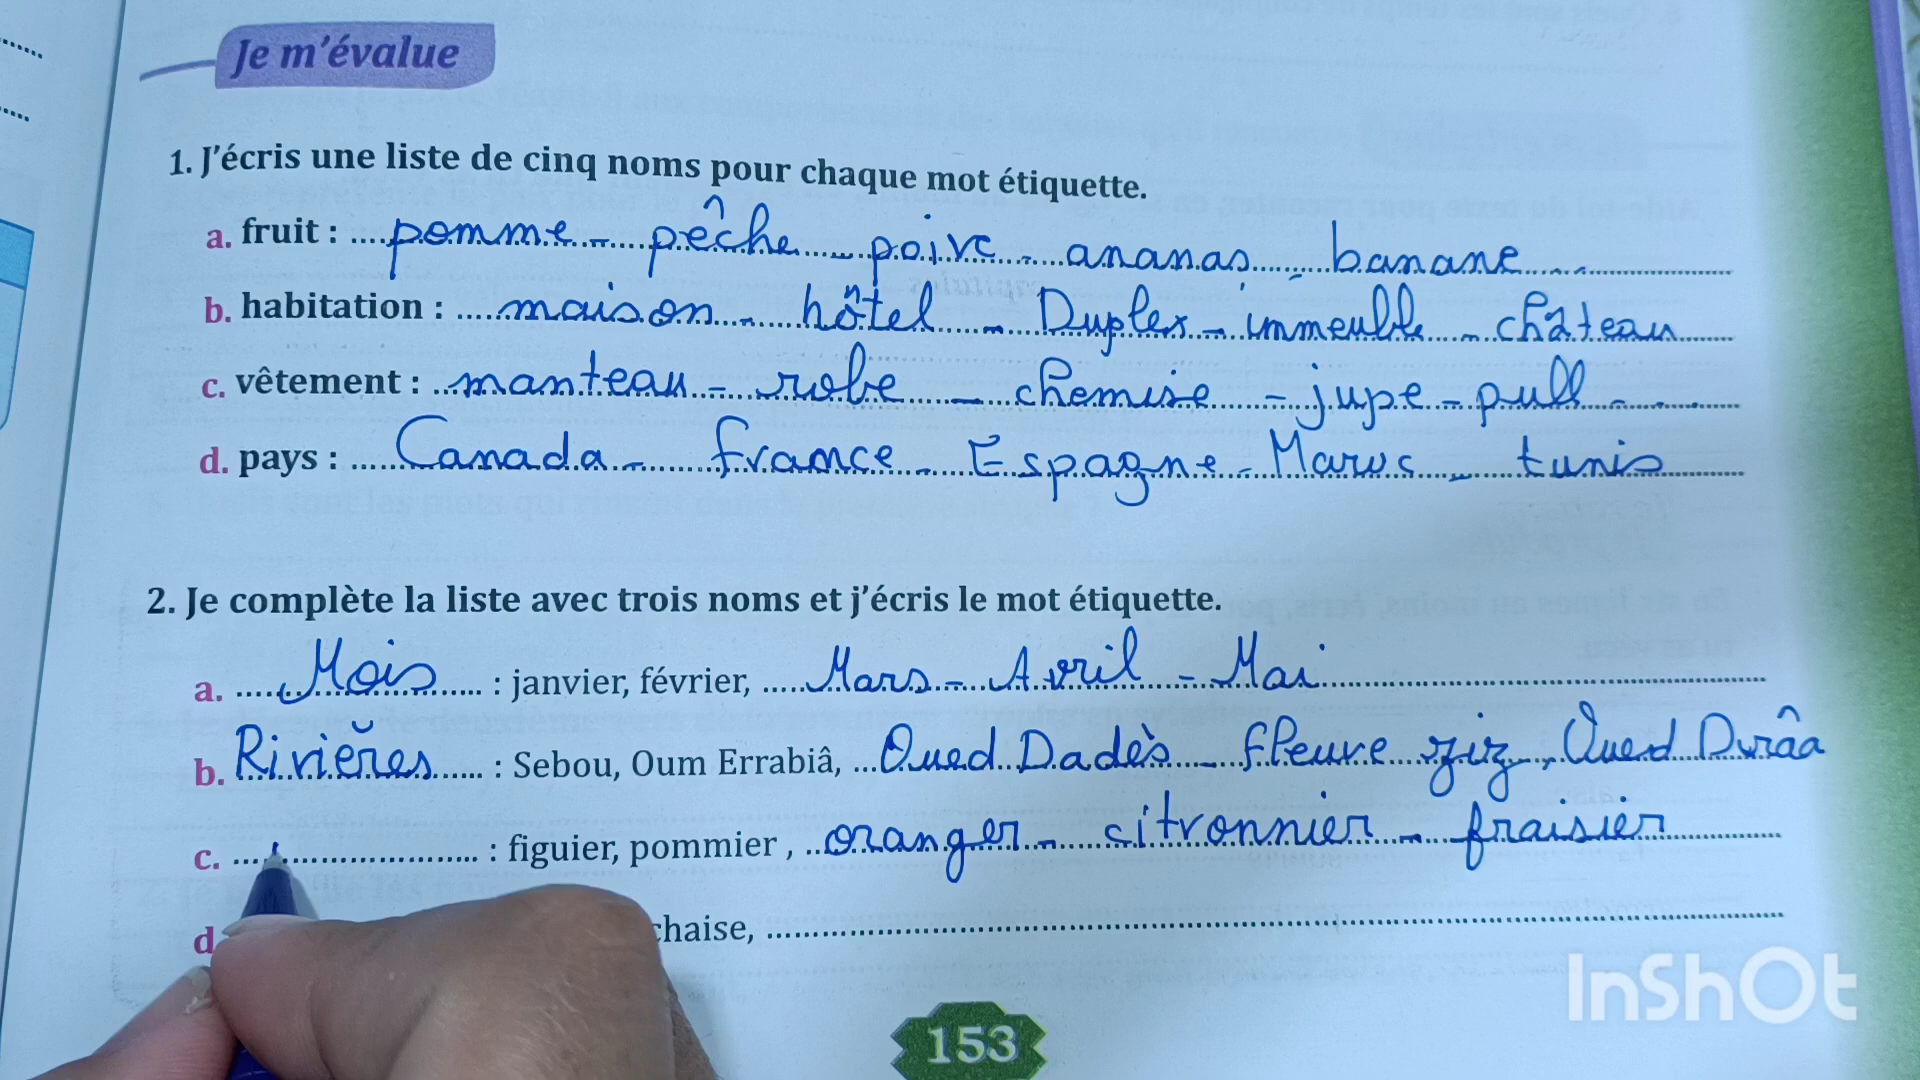 Je m'évalue
1. J'écris une liste de cinq noms pour chaque mot étiquette.
a. fruit : pomme - pêche - poire - ananas - banane ..
b. habitation : maison - hôtel - Duplex - immeuble - château
c. vêtement : manteau - robe - chemise - jupe - pull - ...
d. pays : Canada - france - Espagne - Maroc - tunis
2. Je complète la liste avec trois noms et j'écris le mot étiquette.
a. Mois : janvier, février, Mars - Avril - Mai
b. Rivières : Sebou, Oum Errabiâ, Oued Dadès - fleuve ziz, Oued Durâa
c. : figuier, pommier , oranger - citronnier - fraisier
d chaise,
153
InShOt